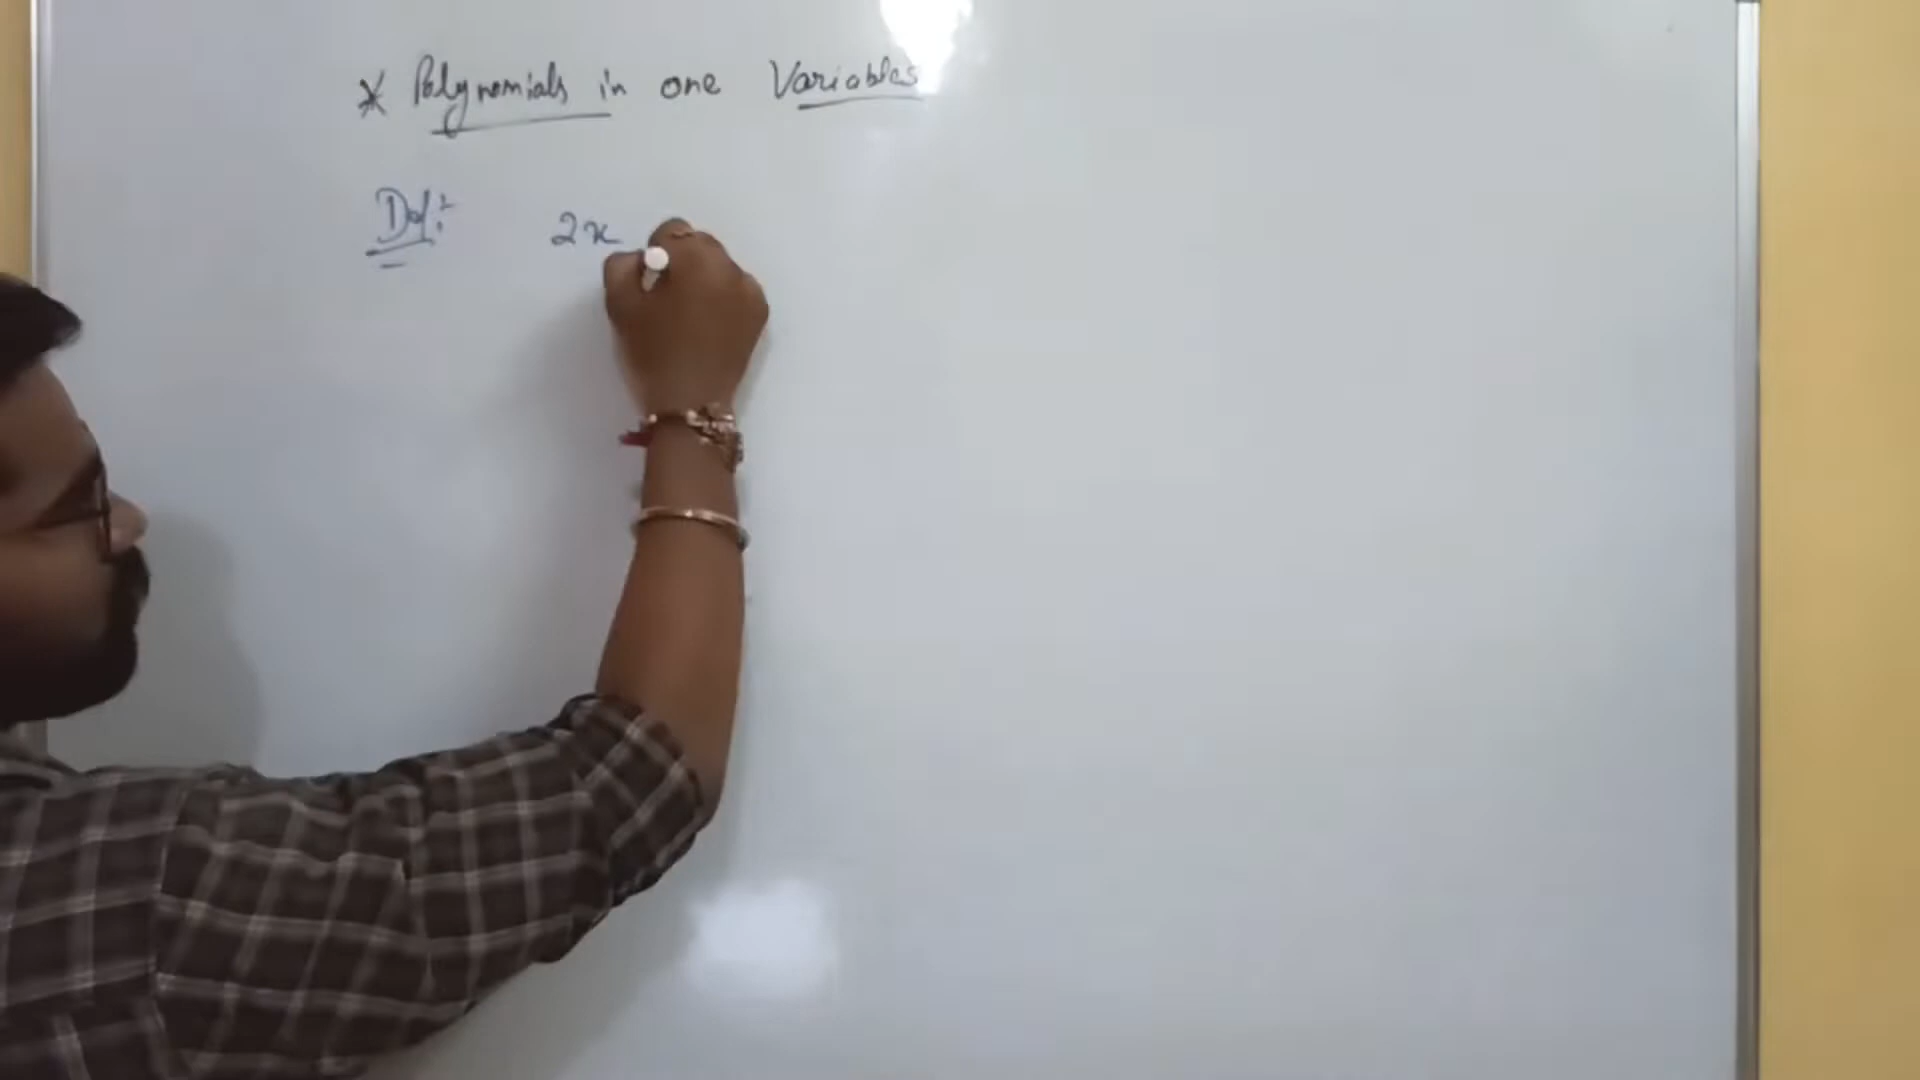 * Polynomials in one Variables
Def: 2x